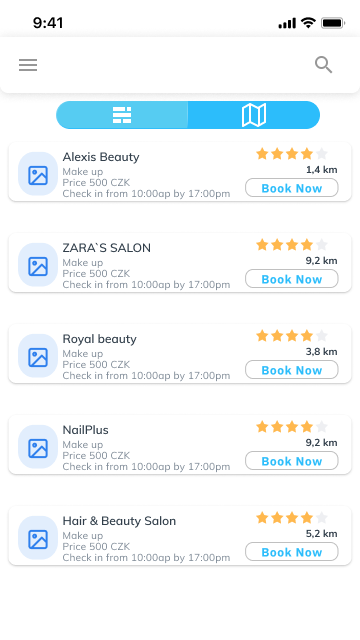 9:41
Alexis Beauty
Make up
1,4 km
Price 500 CZK
Check in from 10:00ap by 17:00pm
Book Now
ZARA`S SALON
Make up
9,2 km
Price 500 CZK
Check in from 10:00ap by 17:00pm
Book Now
Royal beauty
Make up
3,8 km
Price 500 CZK
Check in from 10:00ap by 17:00pm
Book Now
NailPlus
Make up
9,2 km
Price 500 CZK
Check in from 10:00ap by 17:00pm
Book Now
Hair & Beauty Salon
Make up
5,2 km
Price 500 CZK
Check in from 10:00ap by 17:00pm
Book Now